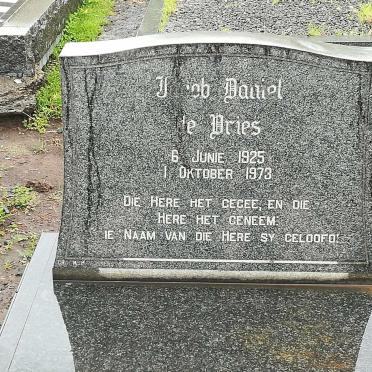 Jacob Daniel
de Vries
6 JUNIE 1925
1 OKTOBER 1973
DIE HERE HET GEGEE, EN DIE
HERE HET GENEEM.
IE NAAM VAN DIE HERE SY GELOOFD!